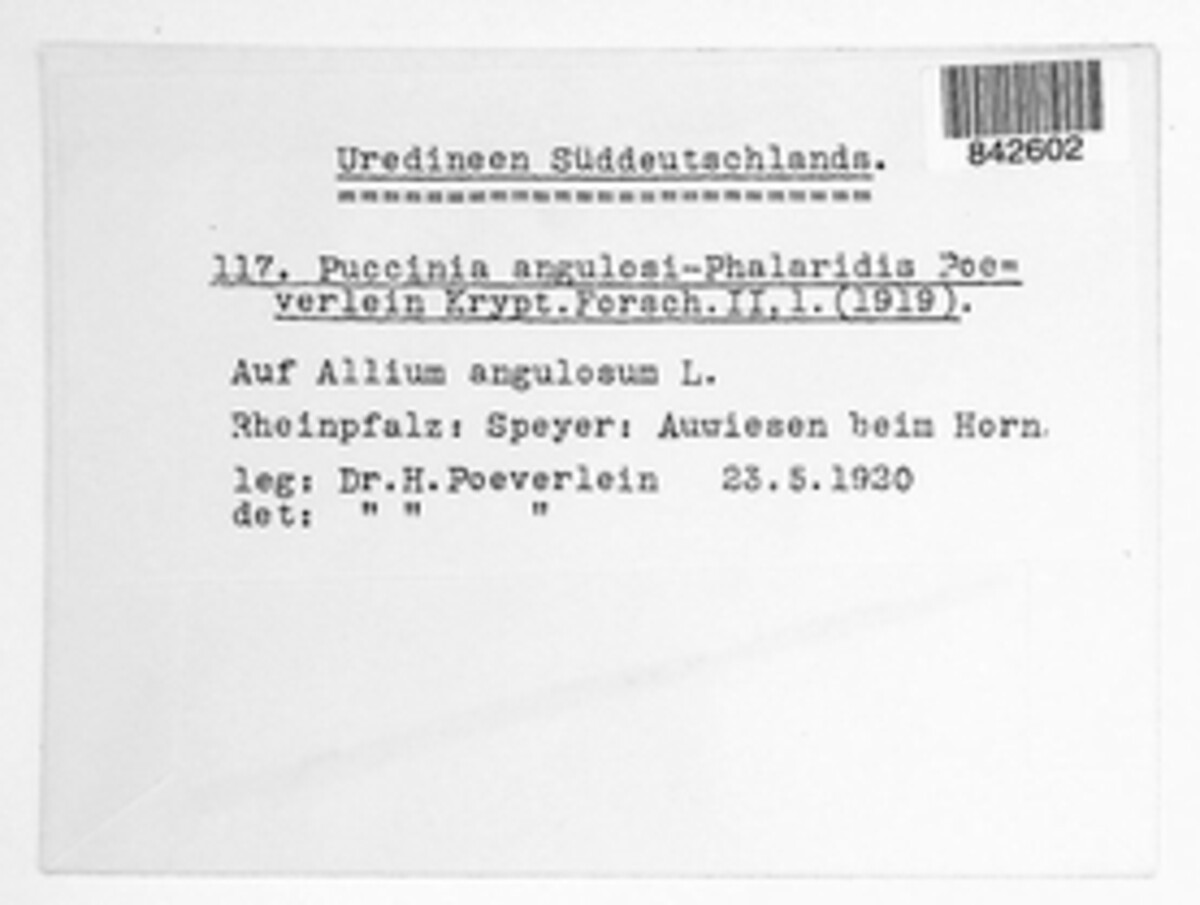 842602
Uredineen Süddeutschlands.
117. Puccinia angulosi-Phalaridis Poe=
verlein Krypt.Forsch.II,1.(1919).
Auf Allium angulosum L.
Rheinpfalz: Speyer: Auwiesen beim Horn.
leg: Dr.H.Poeverlein 23.5.1920
det: " " "